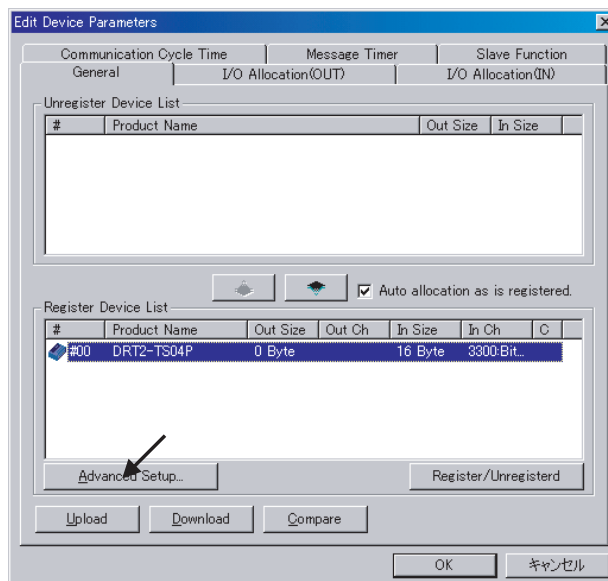 Edit Device Parameters
Communication Cycle Time Message Timer Slave Function
General I/O Allocation(OUT) I/O Allocation(IN)
Unregister Device List
# Product Name Out Size In Size
Auto allocation as is registered.
Register Device List
# Product Name Out Size Out Ch In Size In Ch C
#00 DRT2-TS04P 0 Byte 16 Byte 3300:Bit...
Advanced Setup... Register/Unregisterd
Upload Download Compare
OK キャンセル